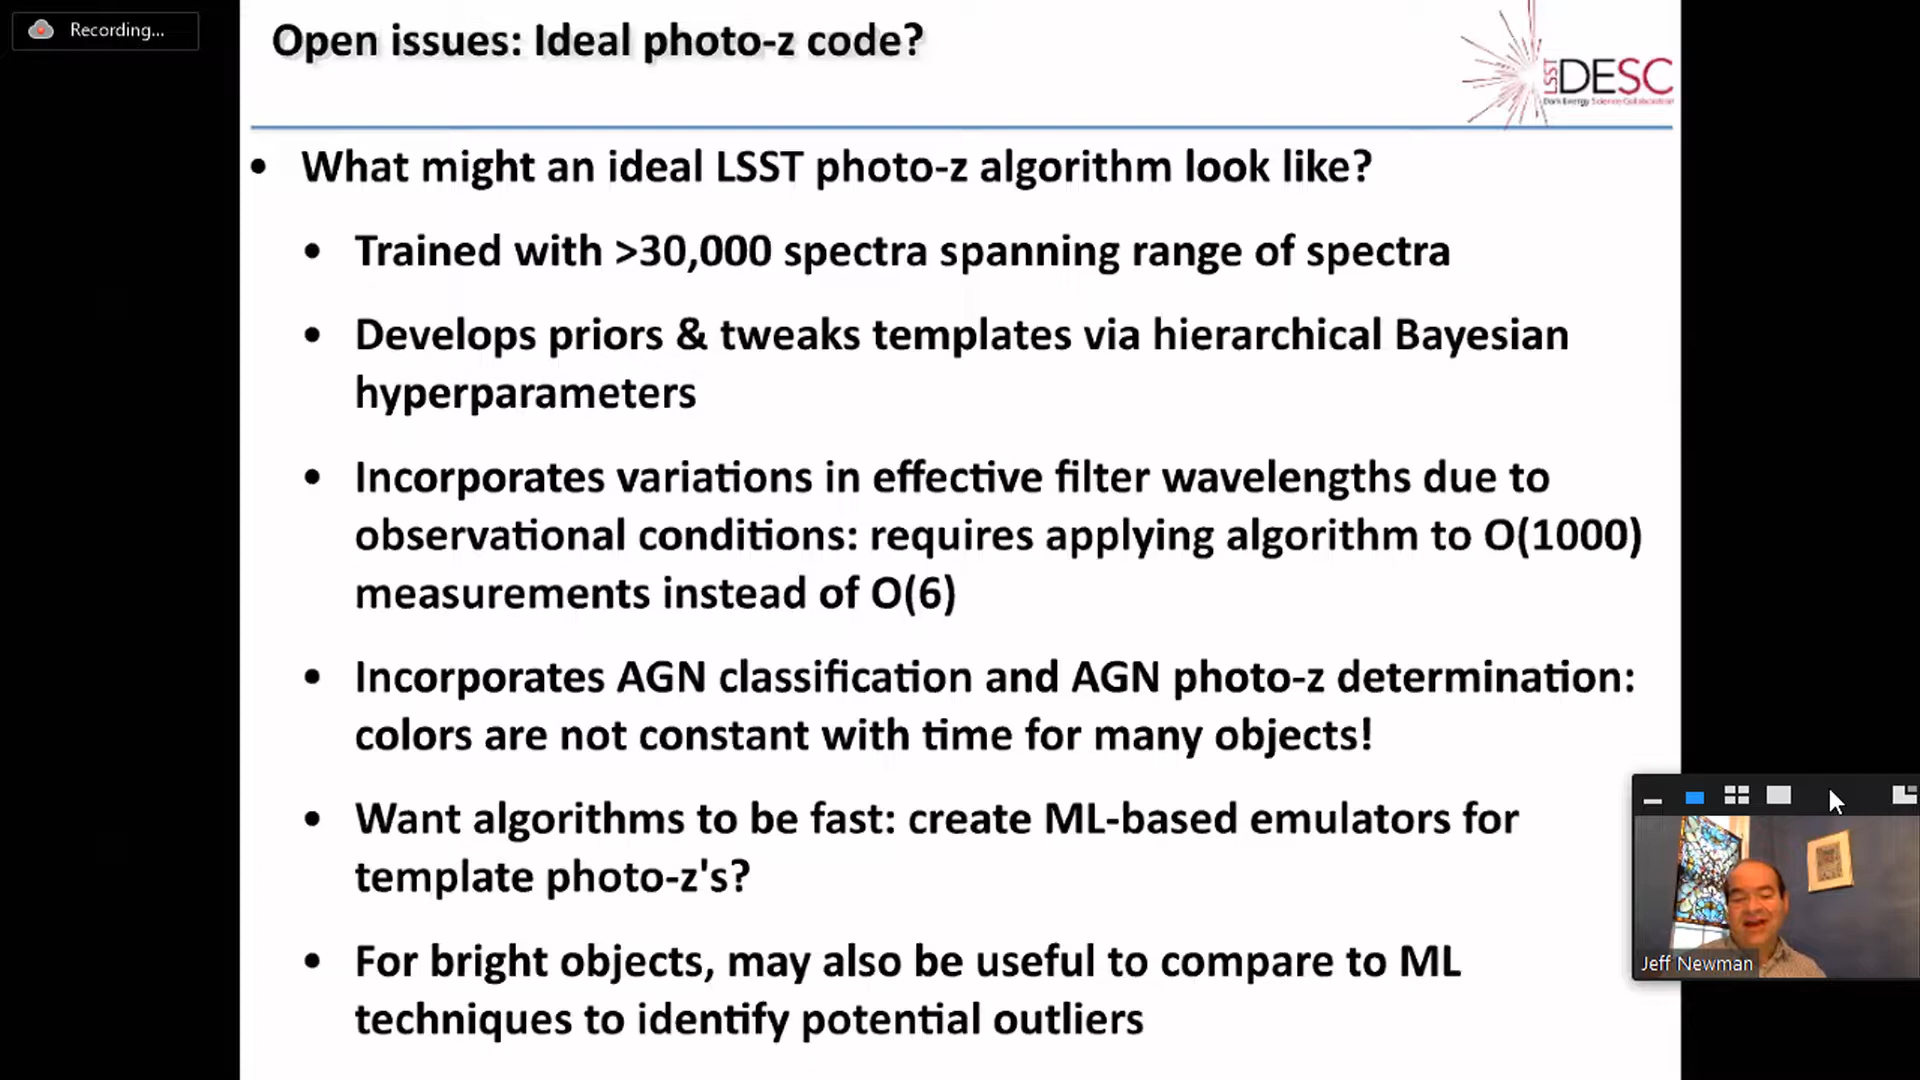 Recording...
Open issues: Ideal photo-z code?
LSST DESC
Dark Energy Science Collaboration
• What might an ideal LSST photo-z algorithm look like?
• Trained with >30,000 spectra spanning range of spectra
• Develops priors & tweaks templates via hierarchical Bayesian
hyperparameters
• Incorporates variations in effective filter wavelengths due to
observational conditions: requires applying algorithm to O(1000)
measurements instead of O(6)
• Incorporates AGN classification and AGN photo-z determination:
colors are not constant with time for many objects!
• Want algorithms to be fast: create ML-based emulators for
template photo-z's?
• For bright objects, may also be useful to compare to ML
techniques to identify potential outliers
Jeff Newman